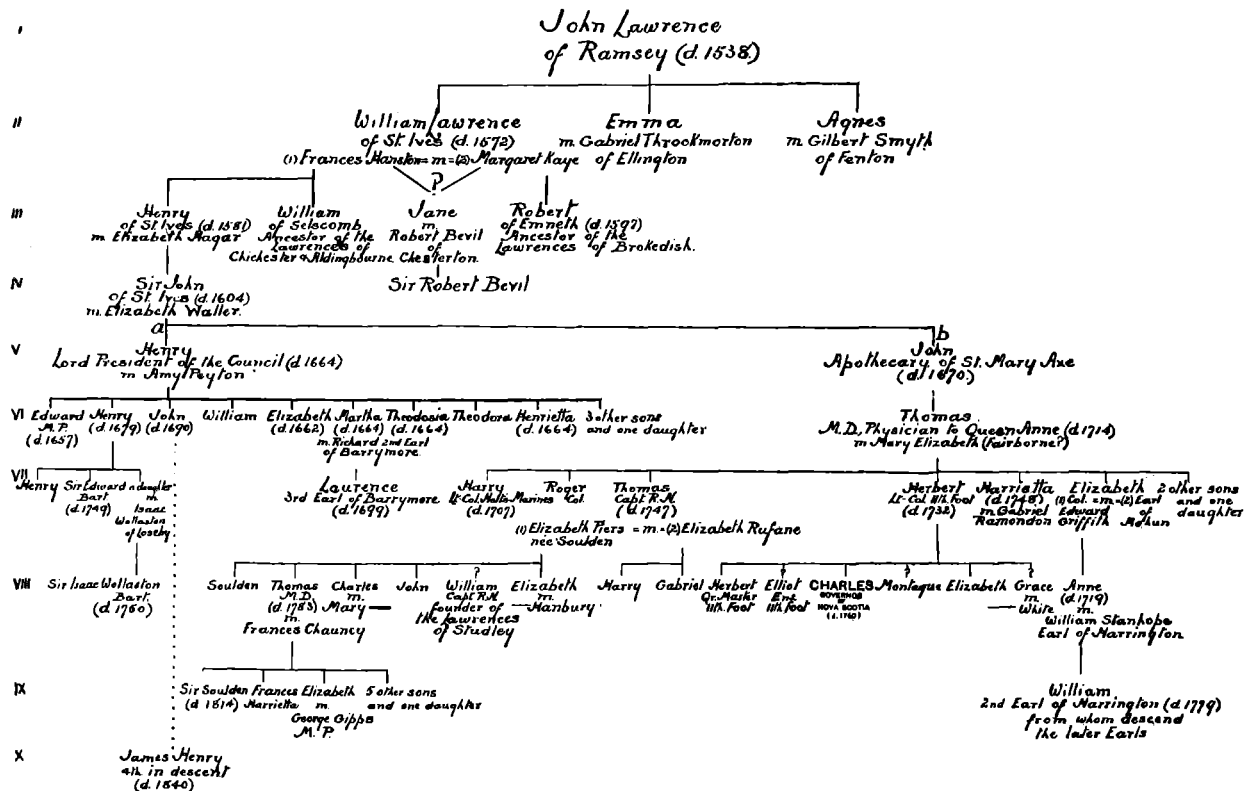 I
John Lawrence
of Ramsey (d. 1538.)
II
William Lawrence
of St. Ives (d. 1572)
(1) Frances Hanston = m = (2) Margaret Kaye
Emma
m Gabriel Throckmorton
of Ellington
Agnes
m Gilbert Smyth
of Fenton
?
III
Henry
of St Ives (d. 1581)
m Elizabeth Hagar
William
of Selscomb
Ancestor of the
Lawrences of
Chichester & Aldingbourne
Jane
m
Robert Bevil
of
Chesterton.
Robert
of Emneth (d. 1597)
Ancestor of the
Lawrences of Brokedish.
IV
Sir John
of St. Ives (d. 1604)
m. Elizabeth Waller.
Sir Robert Bevil
a
b
V
Henry
Lord President of the Council (d. 1664)
m Amy Peyton
John
Apothecary of St. Mary Axe
(d. 1670.)
VI
Edward
M.P.
(d. 1657)
Henry
(d. 1679)
John
(d. 1690)
William
Elizabeth
(d. 1662)
Martha
(d. 1664)
m. Richard 2nd Earl
of Barrymore.
Theodosia
(d. 1664)
Theodora
Henrietta
(d. 1664)
3 other sons
and one daughter
Thomas
M.D., Physician to Queen Anne (d. 1714)
m Mary Elizabeth (Fairborne?)
VII
Henry
Sir Edward
Bart
(d. 1749)
a daughter
m
Isaac
Wollaston
of Loseby
Laurence
3rd Earl of Barrymore
(d. 1699)
Harry
Lt-Col. Holt's Marines
(d. 1707)
Roger
Col.
Thomas
Capt R.N.
(d. 1747)
(1) Elizabeth Piers = m = (2) Elizabeth Rufane
née Soulden
Herbert
Lt-Col 11th Foot
(d. 1732)
Harrietta
(d. 1748)
m Gabriel
Ramondon
Elizabeth
(1) Col. = m = (2) Earl
Edward of
Griffith Mohun
2 other sons
and one
daughter
VIII
Sir Isaac Wollaston
Bart.
(d. 1750)
Soulden
Thomas
M.D.
(d. 1783)
m.
Frances Chauncy
Charles
m.
Mary
John
?
William
Capt R.N.
founder of
the Lawrences
of Studley
Elizabeth
m.
Hanbury
Harry
Gabriel
Herbert
Qr. Master
11th. Foot
?
Elliot
Ens
11th. Foot
CHARLES
GOVERNOR
OF
NOVA SCOTIA
(d. 1760)
?
Montague
Elizabeth
?
Grace
m.
White
Anne
(d. 1719)
m.
William Stanhope
Earl of Harrington
IX
Sir Soulden
(d. 1814)
Frances
Harrietta
Elizabeth
m.
George Gipps
M.P.
5 other sons
and one daughter
William
2nd Earl of Harrington (d. 1779)
from whom descend
the later Earls
X
James Henry
4th in descent
(d. 1840)